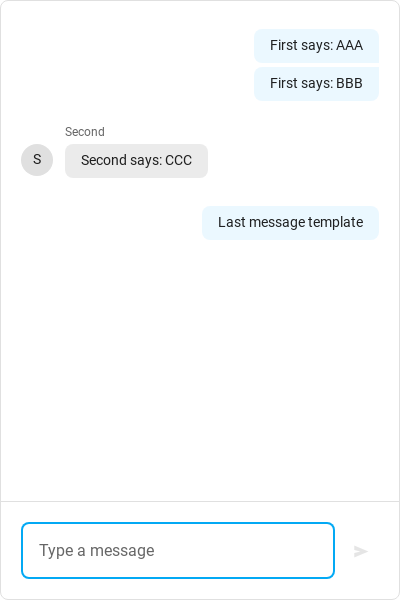 First says: AAA
First says: BBB
Second
S
Second says: CCC
Last message template
Type a message